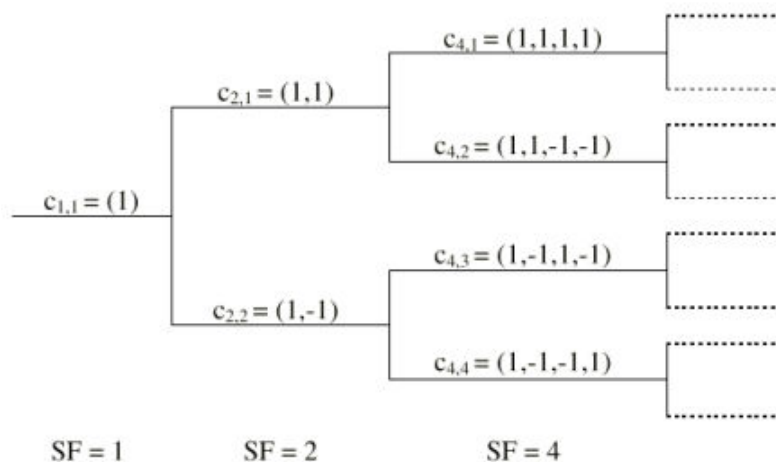 c4,1 = (1,1,1,1)
c2,1 = (1,1)
c4,2 = (1,1,-1,-1)
c1,1 = (1)
c4,3 = (1,-1,1,-1)
c2,2 = (1,-1)
c4,4 = (1,-1,-1,1)
SF = 1 SF = 2 SF = 4